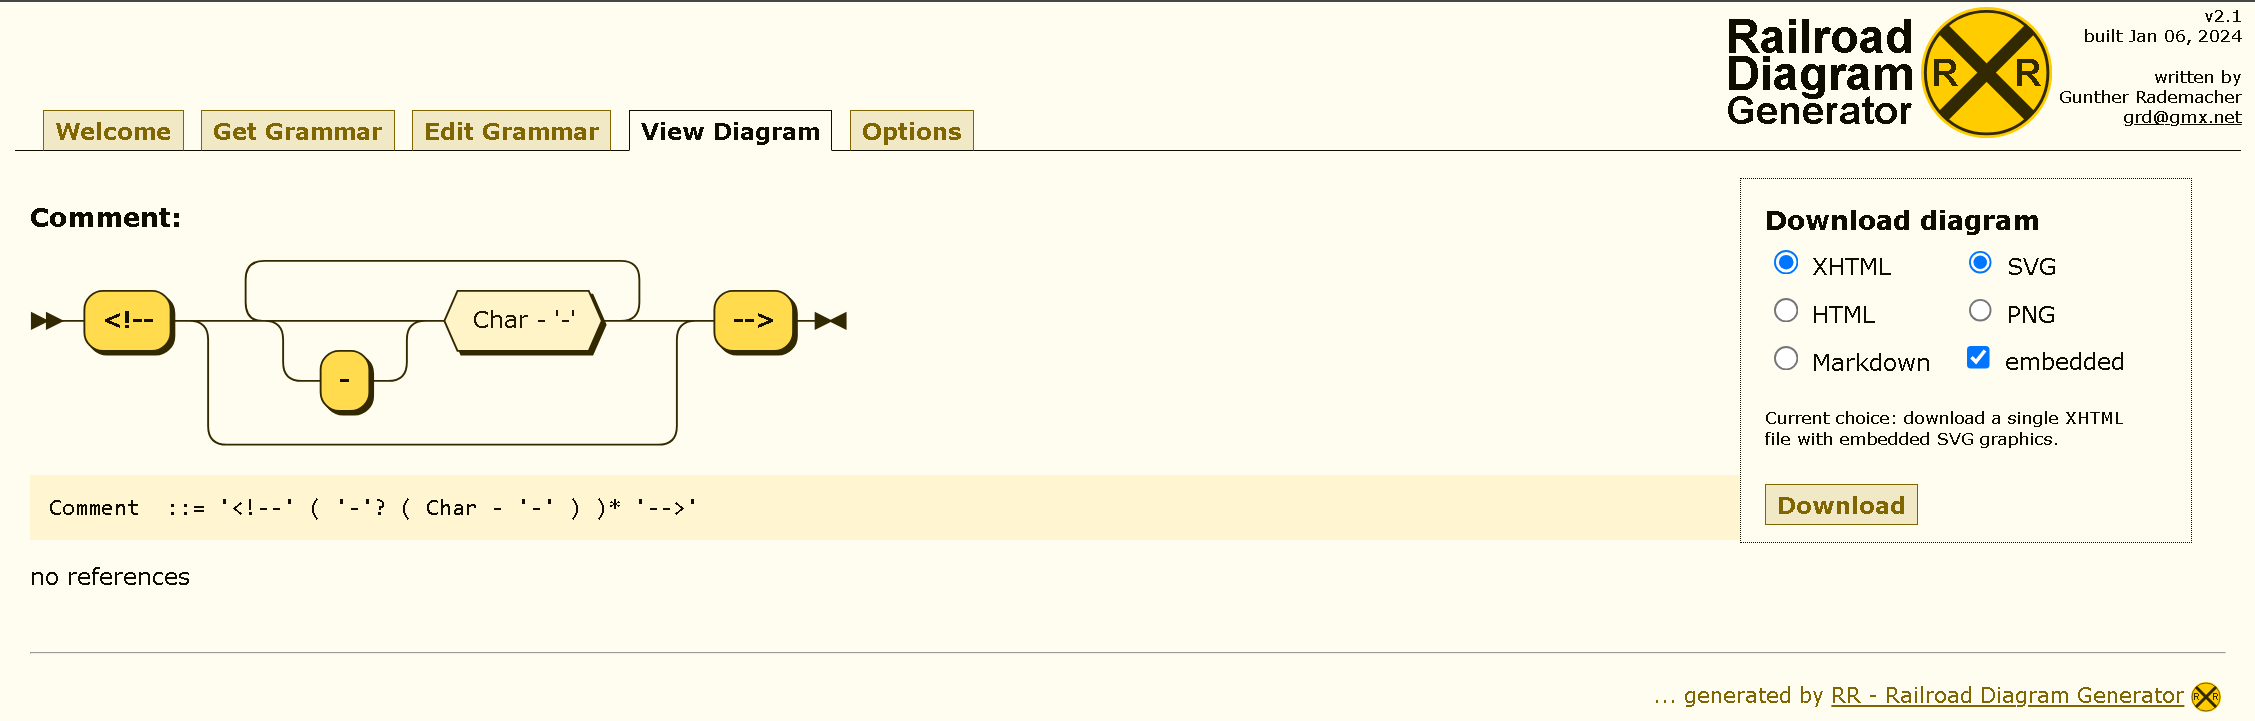 Railroad
Diagram
Generator
R R
v2.1
built Jan 06, 2024
written by
Gunther Rademacher
grd@gmx.net
Welcome
Get Grammar
Edit Grammar
View Diagram
Options
Comment:
<!--
-
Char - '-'
-->
Comment  ::= '<!--' ( '-'? ( Char - '-' ) )* '-->'
no references
Download diagram
XHTML SVG
HTML PNG
Markdown embedded
Current choice: download a single XHTML
file with embedded SVG graphics.
Download
... generated by RR - Railroad Diagram Generator R R